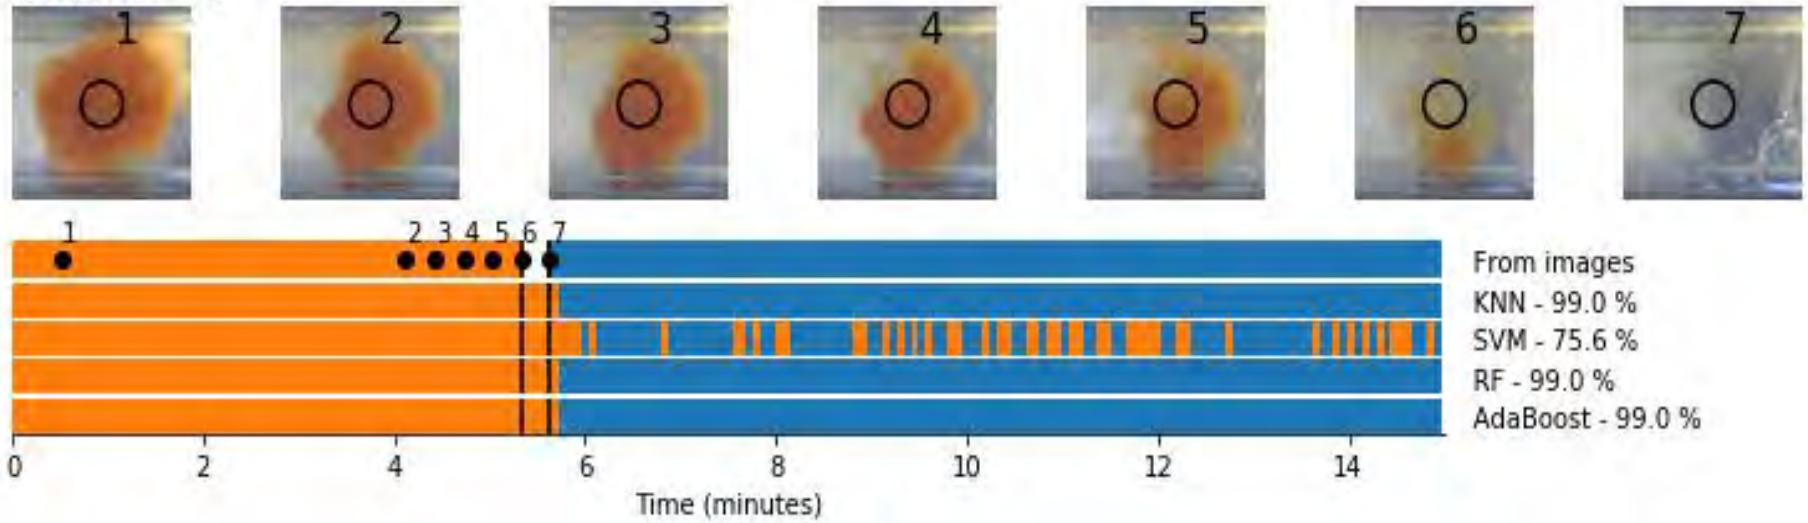 1 2 3 4 5 6 7
1 2 3 4 5 6 7
From images
KNN - 99.0 %
SVM - 75.6 %
RF - 99.0 %
AdaBoost - 99.0 %
0 2 4 6 8 10 12 14
Time (minutes)